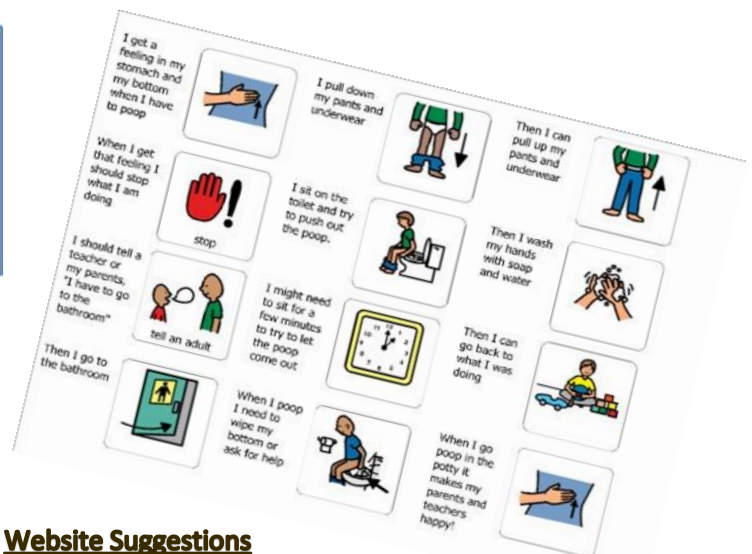 I get a
feeling in my
stomach and
my bottom
when I have
to poop
When I get
that feeling I
should stop
what I am
doing
stop
I should tell a
teacher or
my parents,
"I have to go
to the
bathroom"
tell an adult
Then I go to
the bathroom
I pull down
my pants and
underwear
I sit on the
toilet and try
to push out
the poop.
I might need
to sit for a
few minutes
to try to let
the poop
come out
When I poop
I need to
wipe my
bottom or
ask for help
Then I can
pull up my
pants and
underwear
Then I wash
my hands
with soap
and water
Then I can
go back to
what I was
doing
When I go
poop in the
potty it
makes my
parents and
teachers
happy!
Website Suggestions